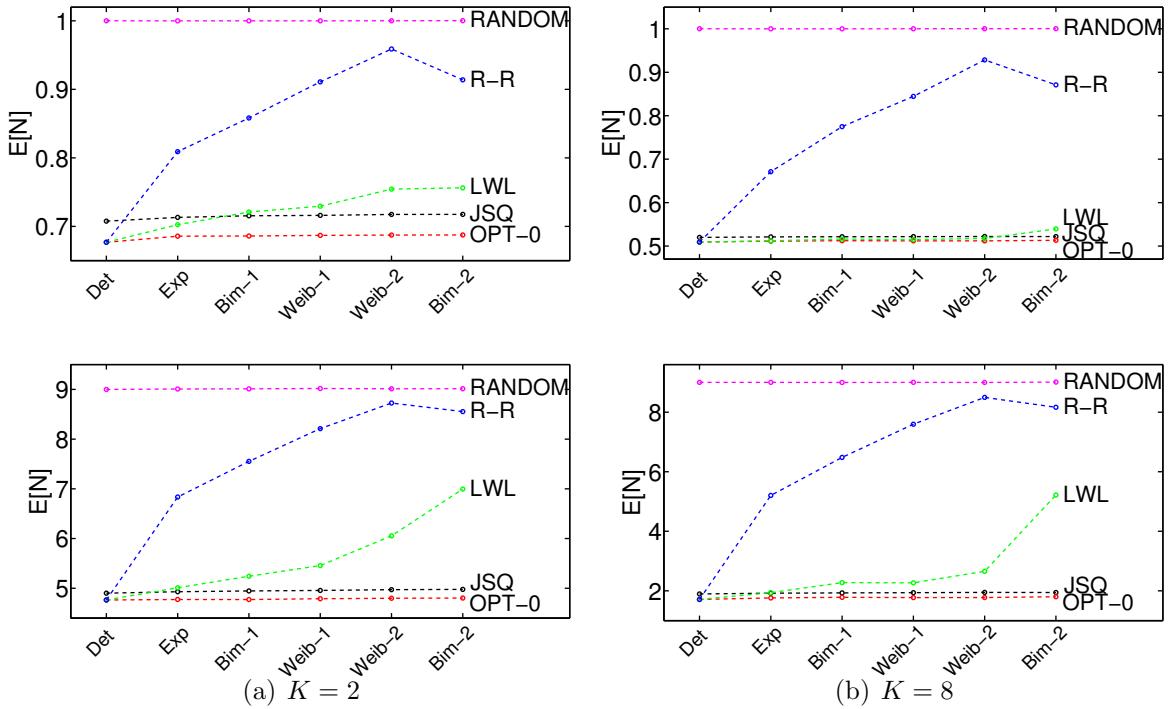 1
0.9
0.8
0.7
E[N]
RANDOM
R-R
LWL
JSQ
OPT-0
Det
Exp
Bim-1
Weib-1
Weib-2
Bim-2
1
0.9
0.8
0.7
0.6
0.5
E[N]
RANDOM
R-R
LWL
JSQ
OPT-0
Det
Exp
Bim-1
Weib-1
Weib-2
Bim-2
9
8
7
6
5
E[N]
RANDOM
R-R
LWL
JSQ
OPT-0
Det
Exp
Bim-1
Weib-1
Weib-2
Bim-2
(a) K = 2
8
6
4
2
E[N]
RANDOM
R-R
LWL
JSQ
OPT-0
Det
Exp
Bim-1
Weib-1
Weib-2
Bim-2
(b) K = 8